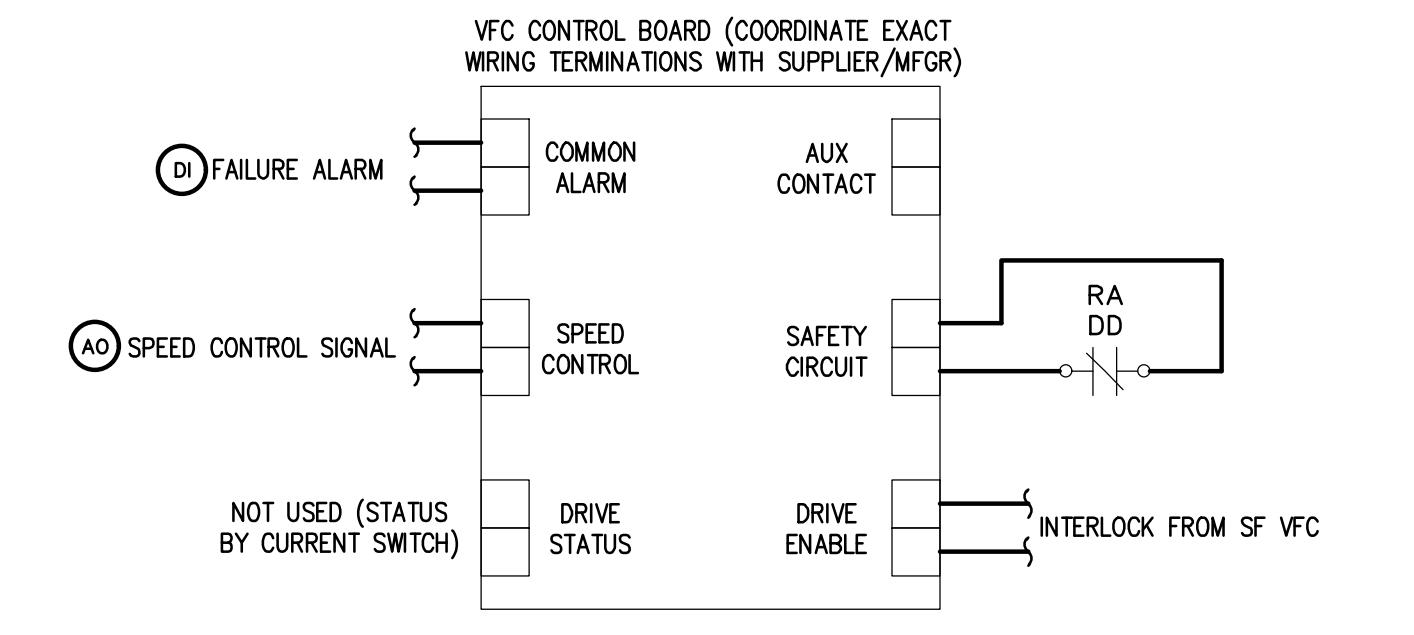 VFC CONTROL BOARD (COORDINATE EXACT
WIRING TERMINATIONS WITH SUPPLIER/MFGR)
DI FAILURE ALARM
COMMON
ALARM
AUX
CONTACT
AO SPEED CONTROL SIGNAL
SPEED
CONTROL
SAFETY
CIRCUIT
RA
DD
NOT USED (STATUS
BY CURRENT SWITCH)
DRIVE
STATUS
DRIVE
ENABLE
INTERLOCK FROM SF VFC